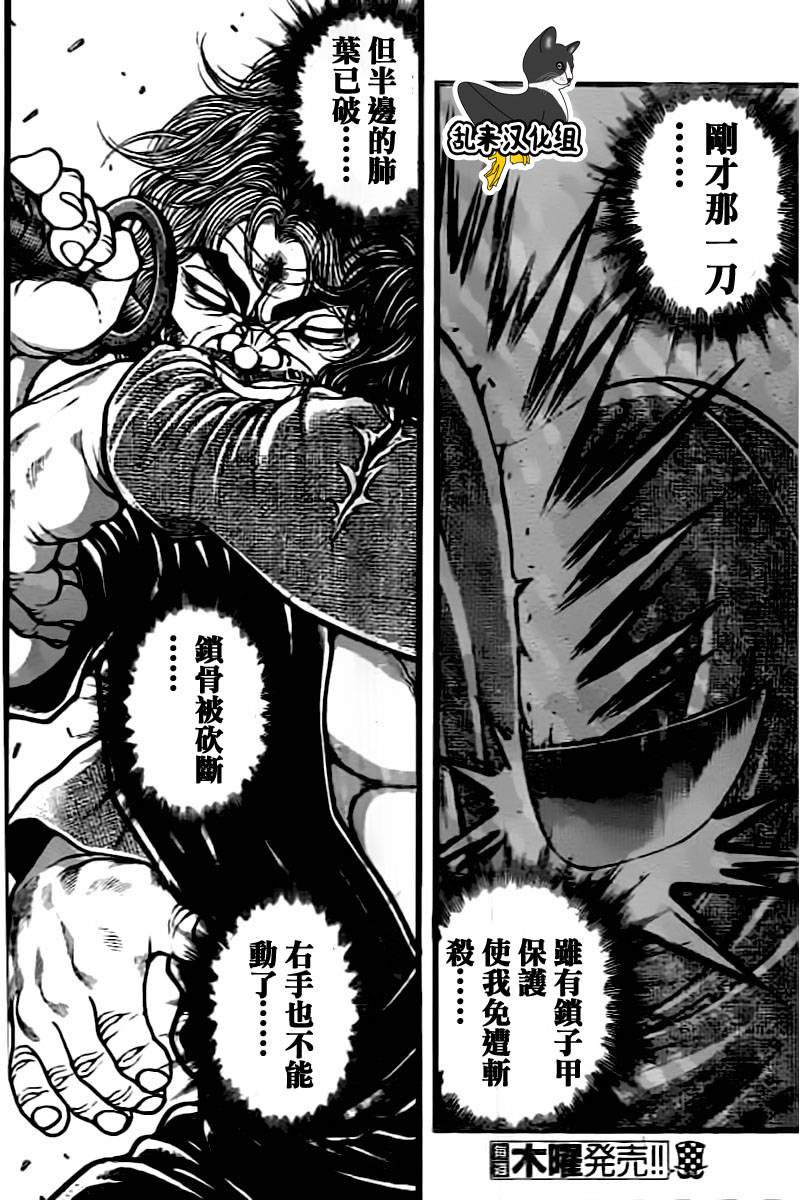 剛才那一刀
……
雖有鎖子甲
保護
使我免遭斬
殺……
但半邊的肺
葉已破……
鎖骨被砍斷
……
右手也不能
動了……
乱来汉化组
毎週木曜発売!!